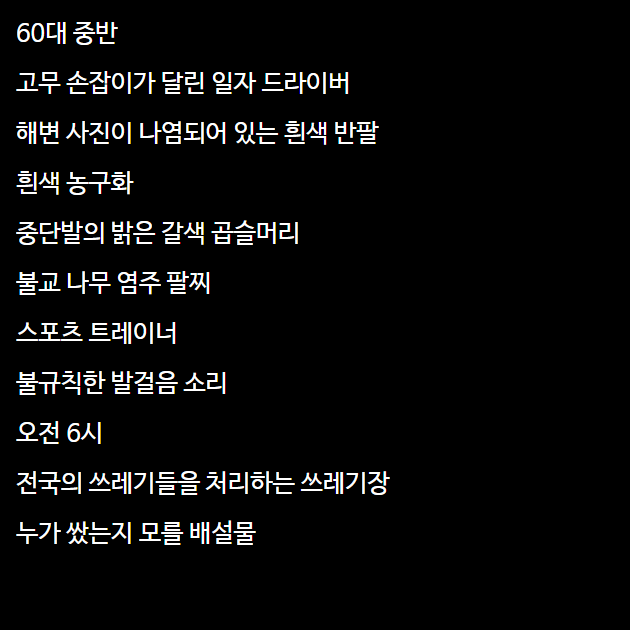 60대 중반
고무 손잡이가 달린 일자 드라이버
해변 사진이 나염되어 있는 흰색 반팔
흰색 농구화
중단발의 밝은 갈색 곱슬머리
불교 나무 염주 팔찌
스포츠 트레이너
불규칙한 발걸음 소리
오전 6시
전국의 쓰레기들을 처리하는 쓰레기장
누가 쌌는지 모를 배설물